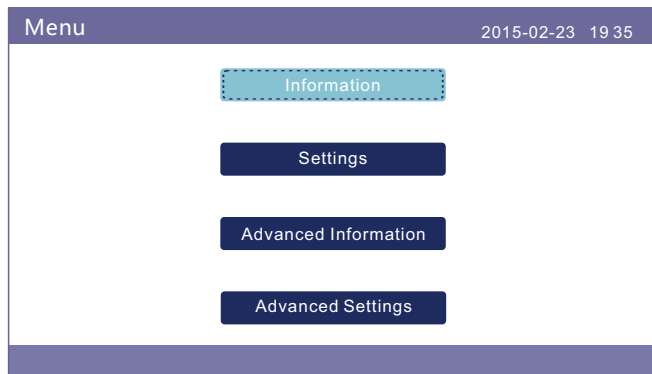 Menu
2015-02-23 19 35
Information
Settings
Advanced Information
Advanced Settings